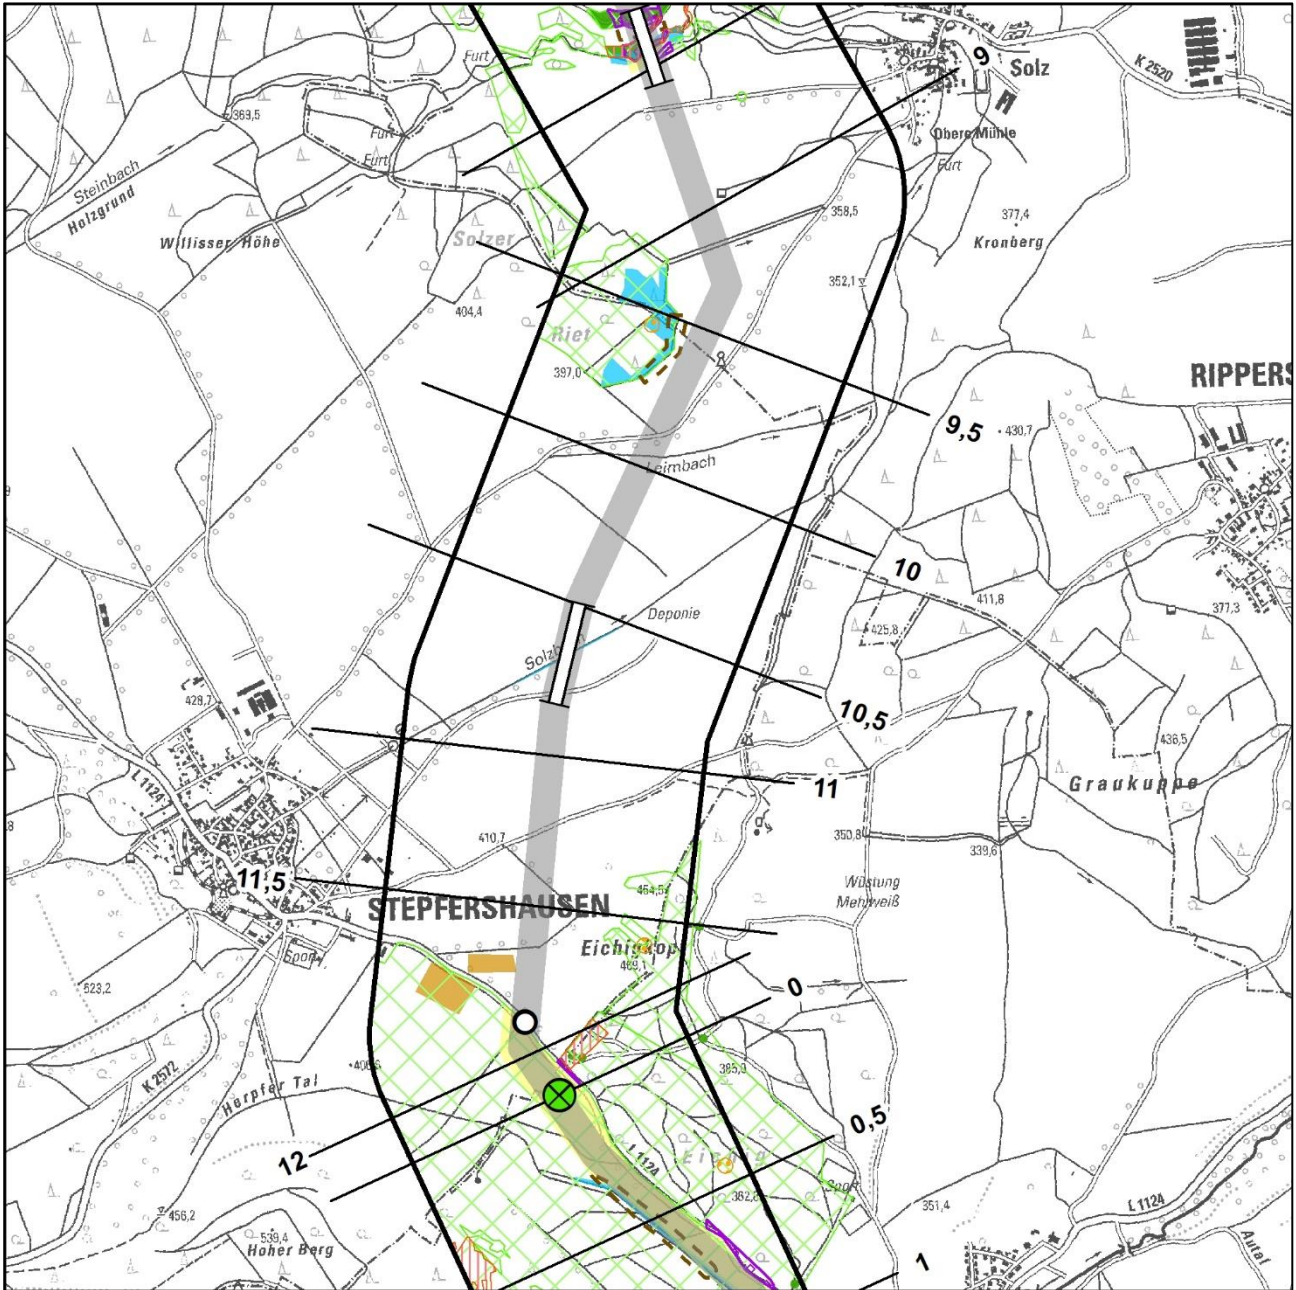 Furt
9
Solz
K 2520
369,5
Furt
Furt
Obere Mühle
Furt
Steinbach
Holzgrund
Willisser Höhe
Solzer
358,5
377,4
Kronberg
352,1
404,4
Riet
397,0
RIPPERS
9,5
430,7
Leimbach
10
411,8
425,8
377,3
Deponie
10,5
428,7
436,5
L 1124
11
Graukuppe
410,7
350,8
339,6
11,5
STEPFERSHAUSEN
Wüstung
Mehlweiß
Eichigkop
469,1
Sport
523,2
0
K 2572
Herpfer Tal
385,9
0,5
12
L 1124
Eichig
Sport
382,8
351,4
L 1124
456,2
539,4
Hoher Berg
1
Autal